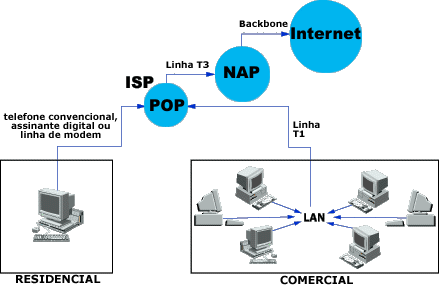 Backbone
Internet
Linha T3
NAP
ISP
POP
telefone convencional,
assinante digital ou
linha de modem
Linha
T1
LAN
RESIDENCIAL
COMERCIAL